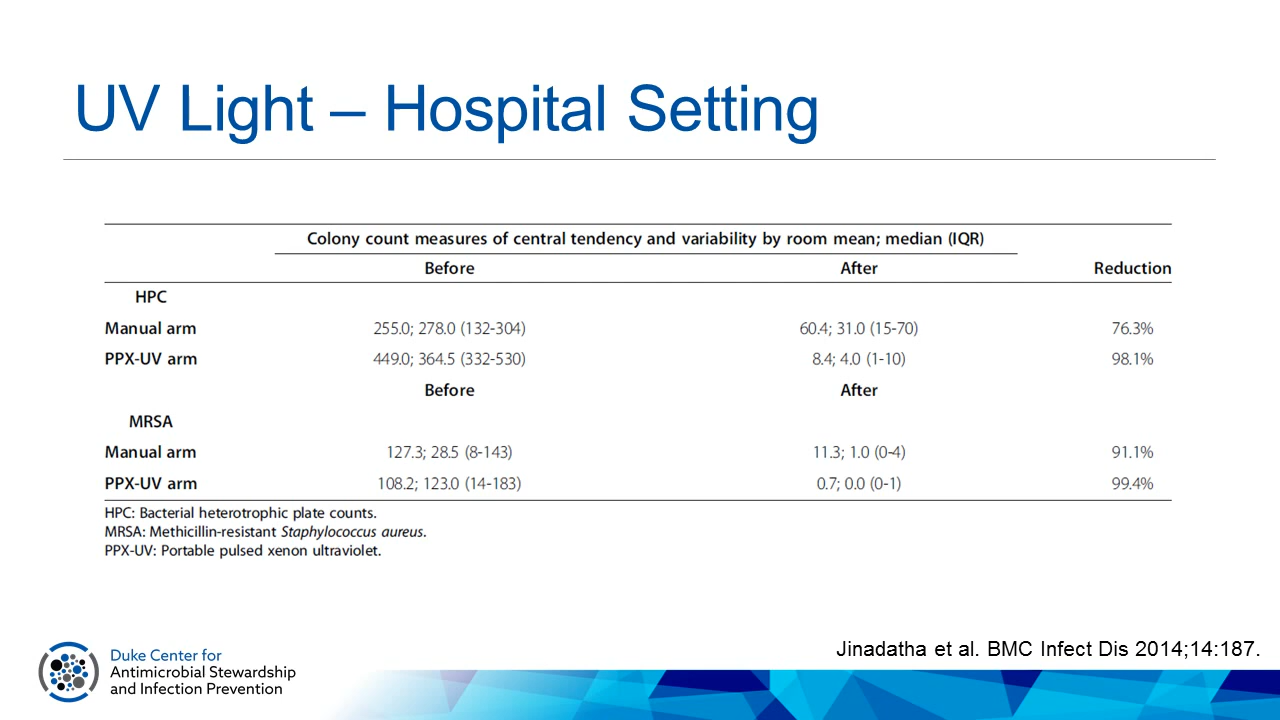 UV Light – Hospital Setting
Colony count measures of central tendency and variability by room mean; median (IQR)
Before After Reduction
HPC
Manual arm 255.0; 278.0 (132-304) 60.4; 31.0 (15-70) 76.3%
PPX-UV arm 449.0; 364.5 (332-530) 8.4; 4.0 (1-10) 98.1%
Before After
MRSA
Manual arm 127.3; 28.5 (8-143) 11.3; 1.0 (0-4) 91.1%
PPX-UV arm 108.2; 123.0 (14-183) 0.7; 0.0 (0-1) 99.4%
HPC: Bacterial heterotrophic plate counts.
MRSA: Methicillin-resistant Staphylococcus aureus.
PPX-UV: Portable pulsed xenon ultraviolet.
Jinadatha et al. BMC Infect Dis 2014;14:187.
Duke Center for
Antimicrobial Stewardship
and Infection Prevention